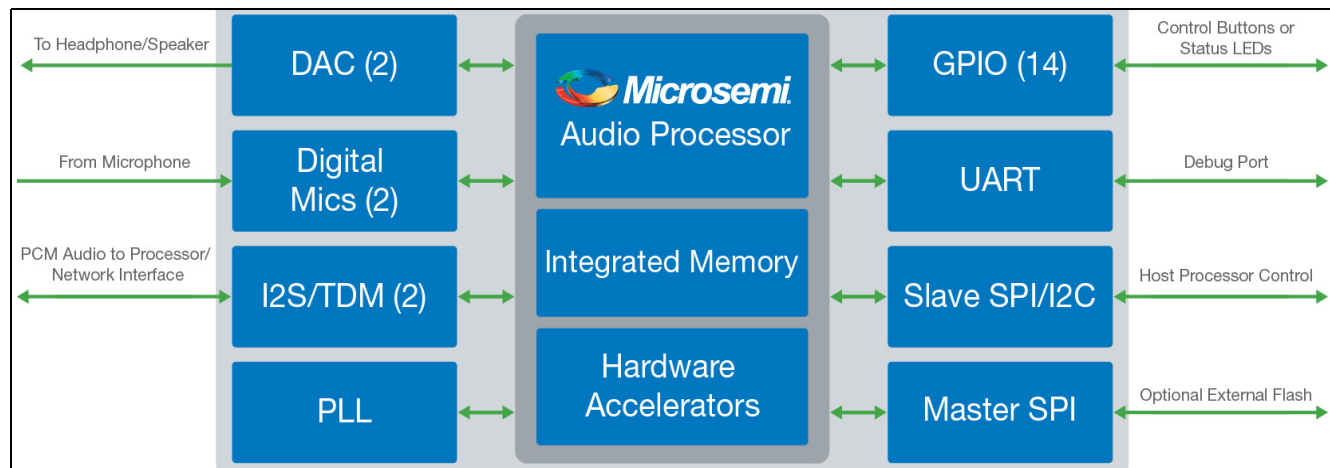 To Headphone/Speaker
DAC (2)
From Microphone
Digital
Mics (2)
PCM Audio to Processor/
Network Interface
I2S/TDM (2)
PLL
Microsemi.
Audio Processor
Integrated Memory
Hardware
Accelerators
GPIO (14)
Control Buttons or
Status LEDs
UART
Debug Port
Slave SPI/I2C
Host Processor Control
Master SPI
Optional External Flash